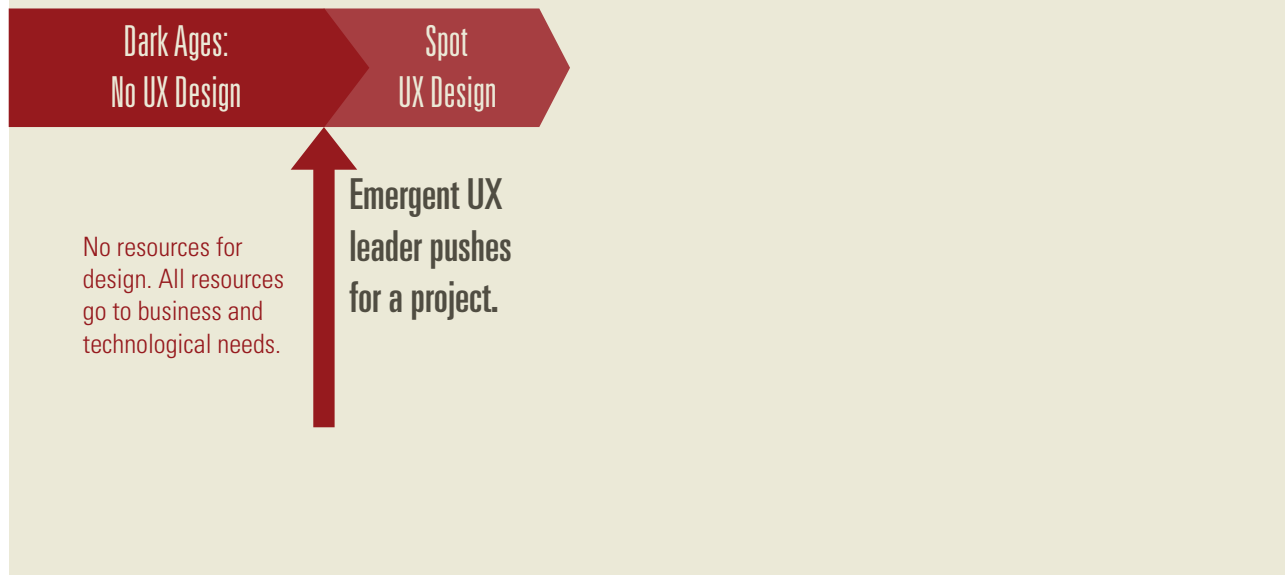 Dark Ages:
No UX Design
Spot
UX Design
Emergent UX
leader pushes
for a project.
No resources for
design. All resources
go to business and
technological needs.